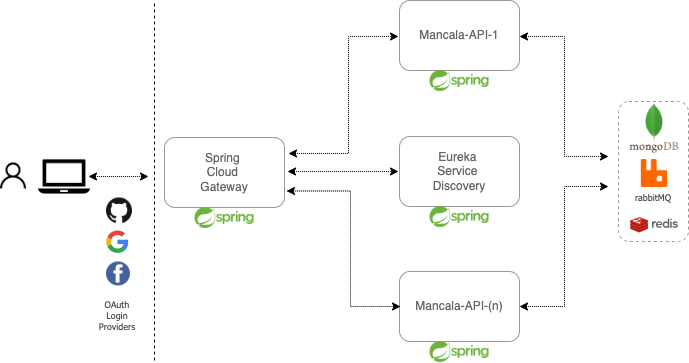 Mancala-API-1
spring
mongoDB
rabbitMQ
redis
Spring
Cloud
Gateway
spring
Eureka
Service
Discovery
spring
G
f
OAuth
Login
Providers
Mancala-API-(n)
spring